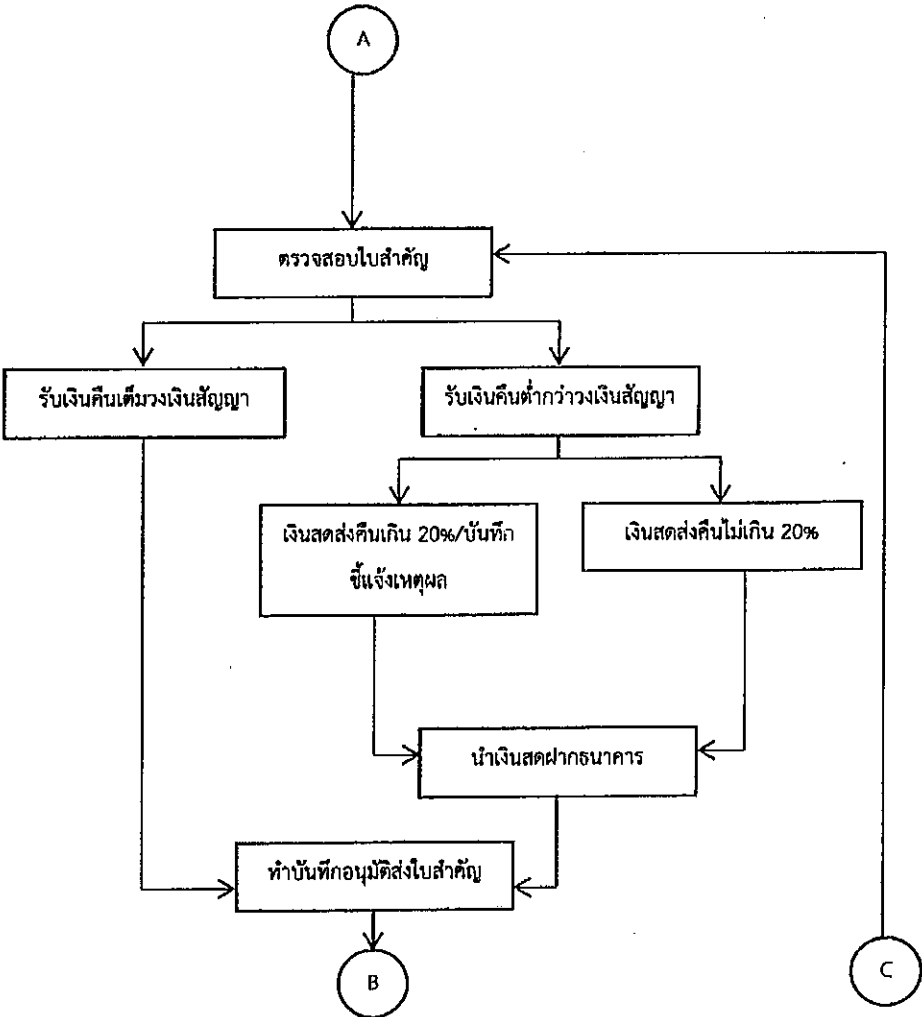 A
ตรวจสอบใบสำคัญ
รับเงินคืนเต็มวงเงินสัญญา
รับเงินคืนต่ำกว่าวงเงินสัญญา
เงินสดส่งคืนเกิน 20%/บันทึก
ชี้แจ้งเหตุผล
เงินสดส่งคืนไม่เกิน 20%
นำเงินสดฝากธนาคาร
ทำบันทึกอนุมัติส่งใบสำคัญ
B
C